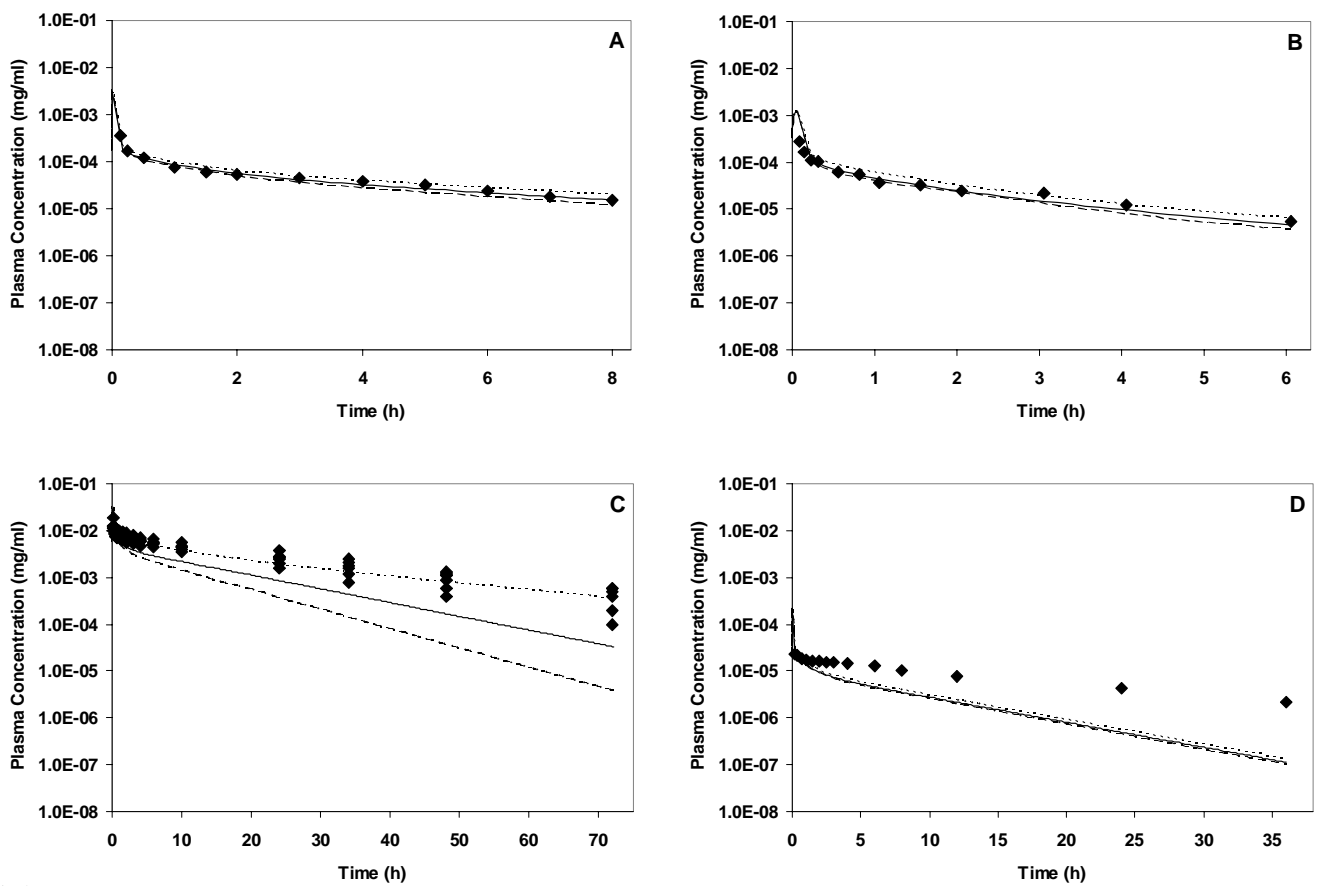 A
Plasma Concentration (mg/ml)
1.0E-01
1.0E-02
1.0E-03
1.0E-04
1.0E-05
1.0E-06
1.0E-07
1.0E-08
0 2 4 6 8
Time (h)
B
Plasma Concentration (mg/ml)
1.0E-01
1.0E-02
1.0E-03
1.0E-04
1.0E-05
1.0E-06
1.0E-07
1.0E-08
0 1 2 3 4 5 6
Time (h)
C
Plasma Concentration (mg/ml)
1.0E-01
1.0E-02
1.0E-03
1.0E-04
1.0E-05
1.0E-06
1.0E-07
1.0E-08
0 10 20 30 40 50 60 70
Time (h)
D
Plasma Concentration (mg/ml)
1.0E-01
1.0E-02
1.0E-03
1.0E-04
1.0E-05
1.0E-06
1.0E-07
1.0E-08
0 5 10 15 20 25 30 35
Time (h)